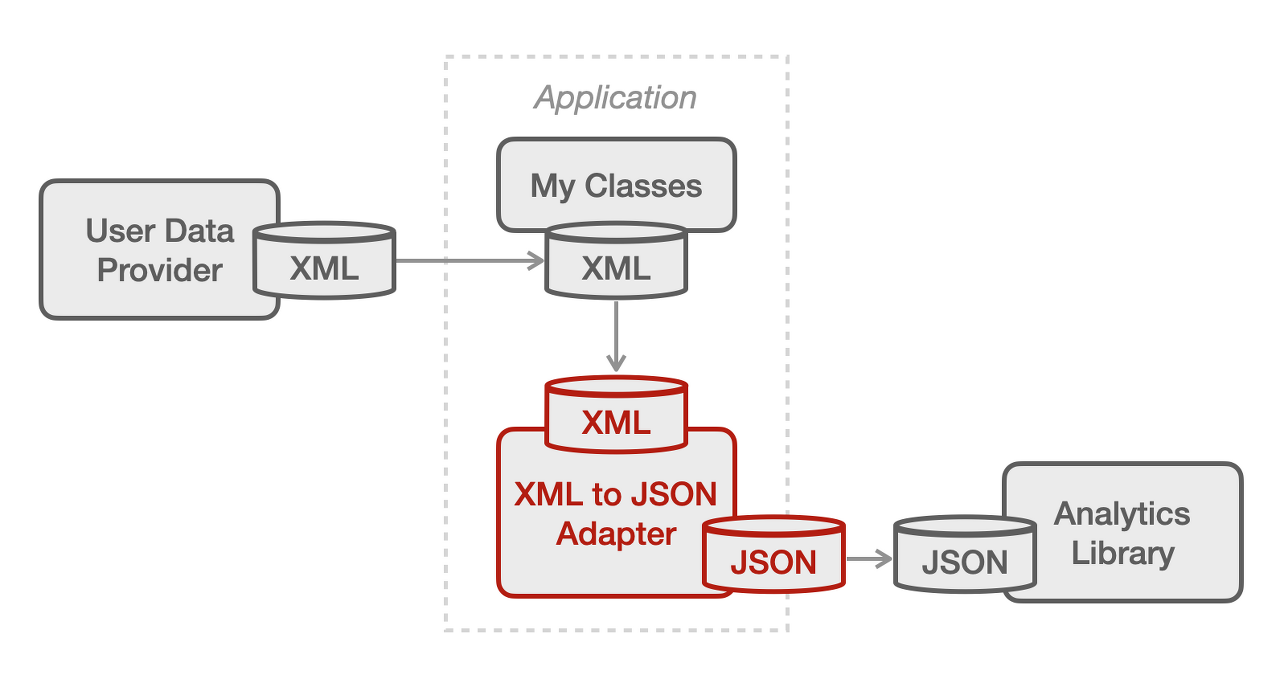 Application
My Classes
User Data
Provider
XML
XML
XML
XML to JSON
Adapter
JSON
JSON
Analytics
Library